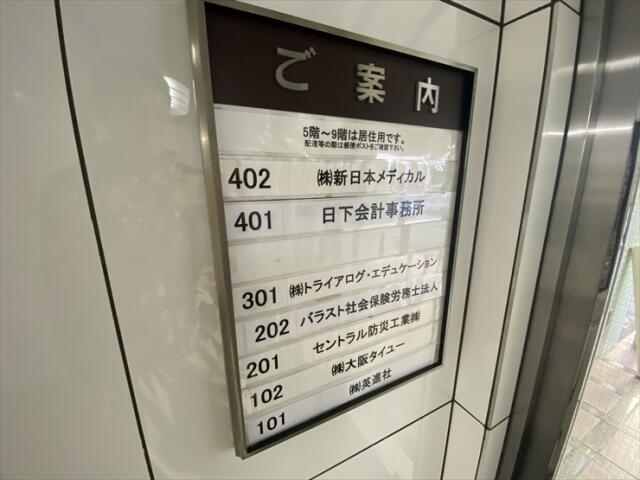 ご案内
5階～9階は居住用です。
配達等の際は郵便ポストをご確認下さい。
402 ㈱新日本メディカル
401 日下会計事務所
301 ㈱トライアログ・エデュケーション
202 バラスト社会保険労務士法人
201 セントラル防災工業㈱
102 ㈱大阪タイユー
101 ㈱英進社